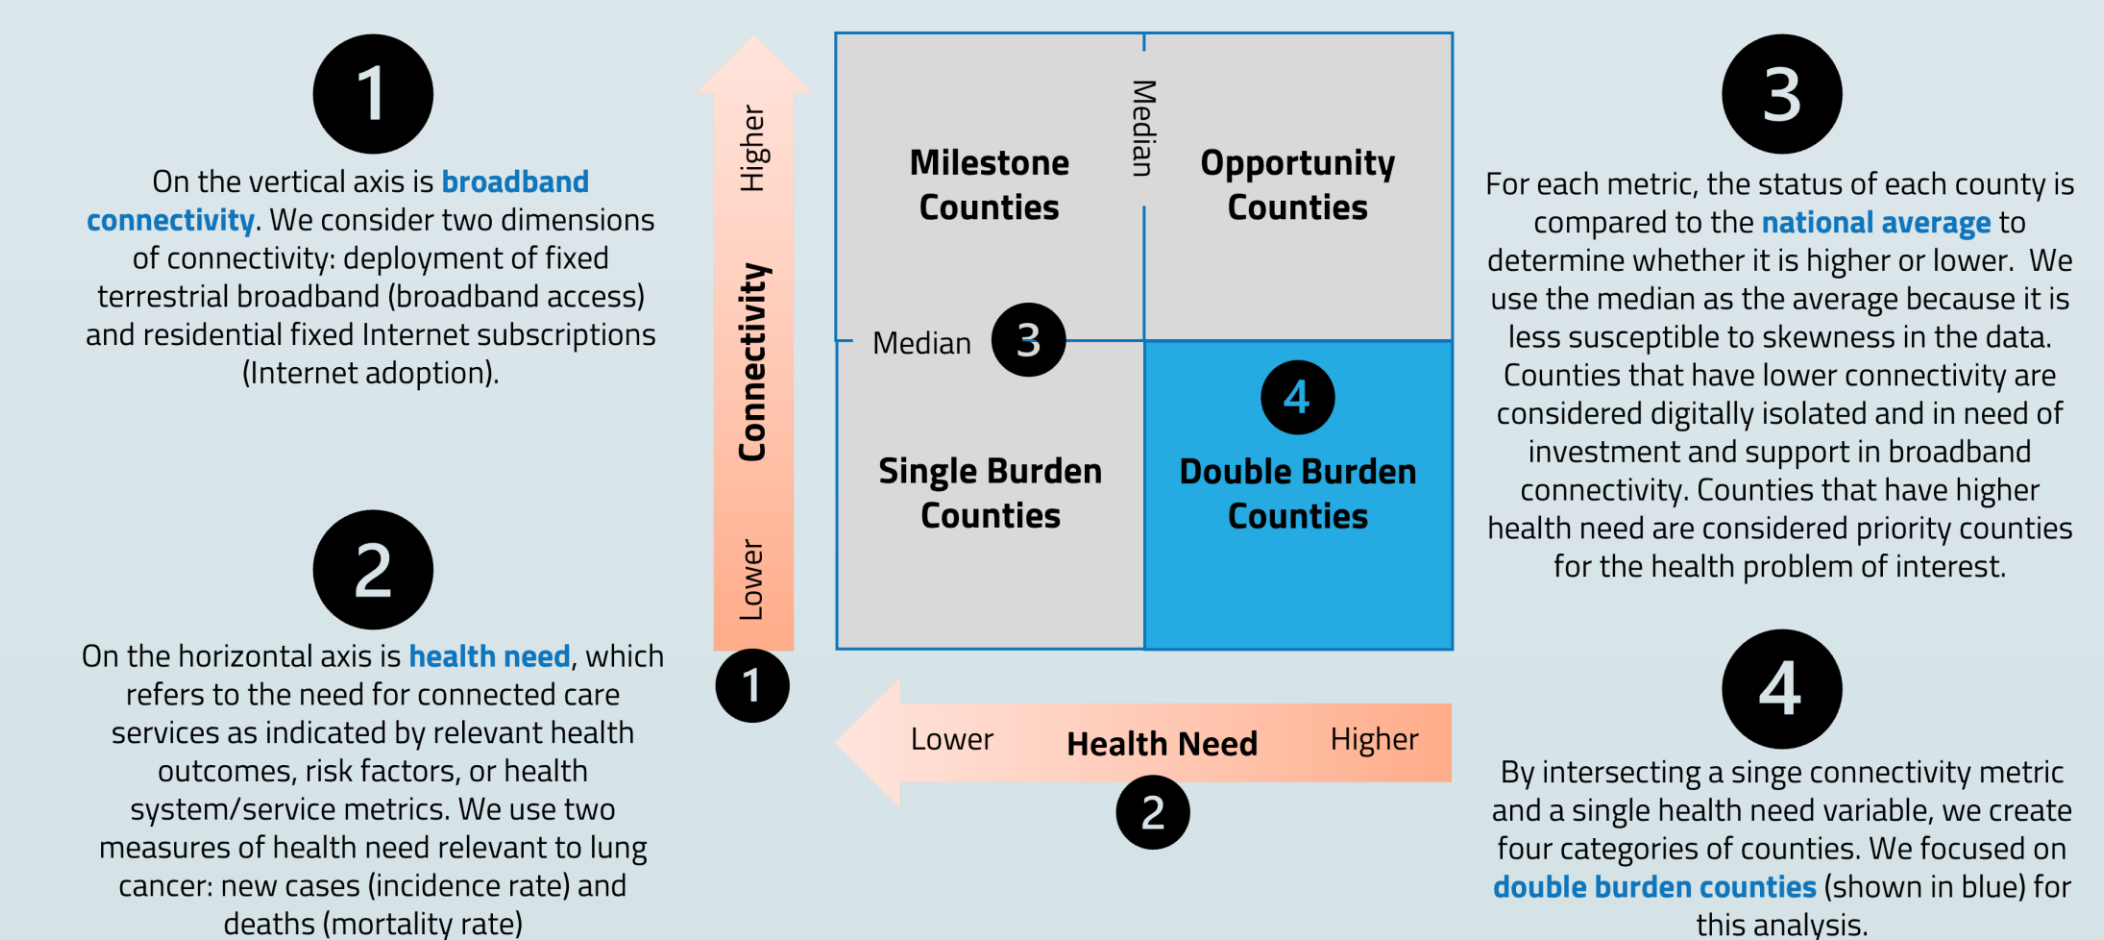 1
On the vertical axis is broadband
connectivity. We consider two dimensions
of connectivity: deployment of fixed
terrestrial broadband (broadband access)
and residential fixed Internet subscriptions
(Internet adoption).
2
On the horizontal axis is health need, which
refers to the need for connected care
services as indicated by relevant health
outcomes, risk factors, or health
system/service metrics. We use two
measures of health need relevant to lung
cancer: new cases (incidence rate) and
deaths (mortality rate)
Higher
Connectivity
Lower
1
Median
Milestone
Counties
Opportunity
Counties
Median
3
4
Single Burden
Counties
Double Burden
Counties
Lower
Health Need
Higher
2
3
For each metric, the status of each county is
compared to the national average to
determine whether it is higher or lower. We
use the median as the average because it is
less susceptible to skewness in the data.
Counties that have lower connectivity are
considered digitally isolated and in need of
investment and support in broadband
connectivity. Counties that have higher
health need are considered priority counties
for the health problem of interest.
4
By intersecting a singe connectivity metric
and a single health need variable, we create
four categories of counties. We focused on
double burden counties (shown in blue) for
this analysis.